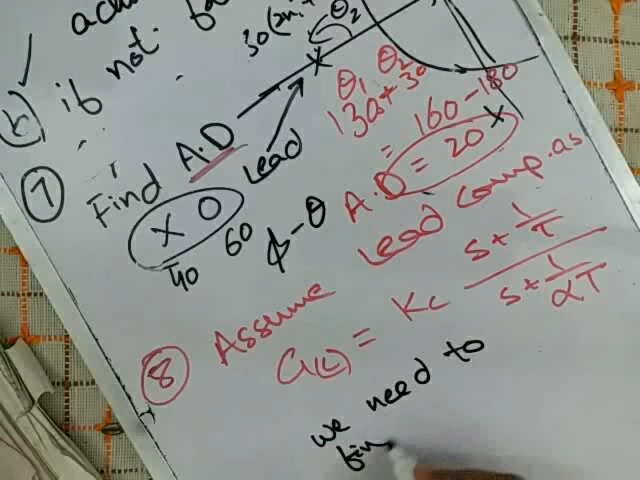 30(
θ₂
(h) if not
⑦ Find A.D
X O
40 60 ϕ-θ
Lead
θ₁ θ₂
130+30
= 160-180
A.D = 20
⑧ Assume Lead Comp. as
G(c) = Kc (s+1/T)/(s+1/αT)
we need to
fin